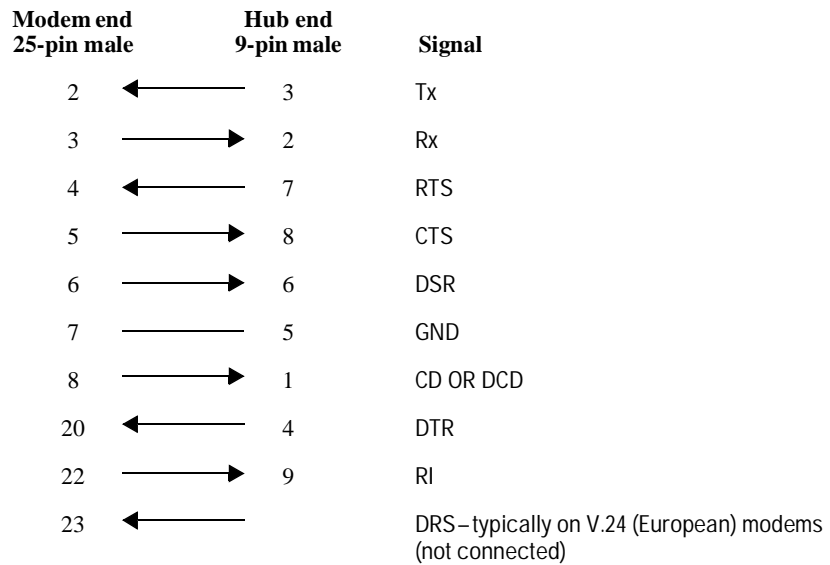 Modem end Hub end
25-pin male 9-pin male Signal
2 3 Tx
3 2 Rx
4 7 RTS
5 8 CTS
6 6 DSR
7 5 GND
8 1 CD OR DCD
20 4 DTR
22 9 RI
23 DRS–typically on V.24 (European) modems
(not connected)